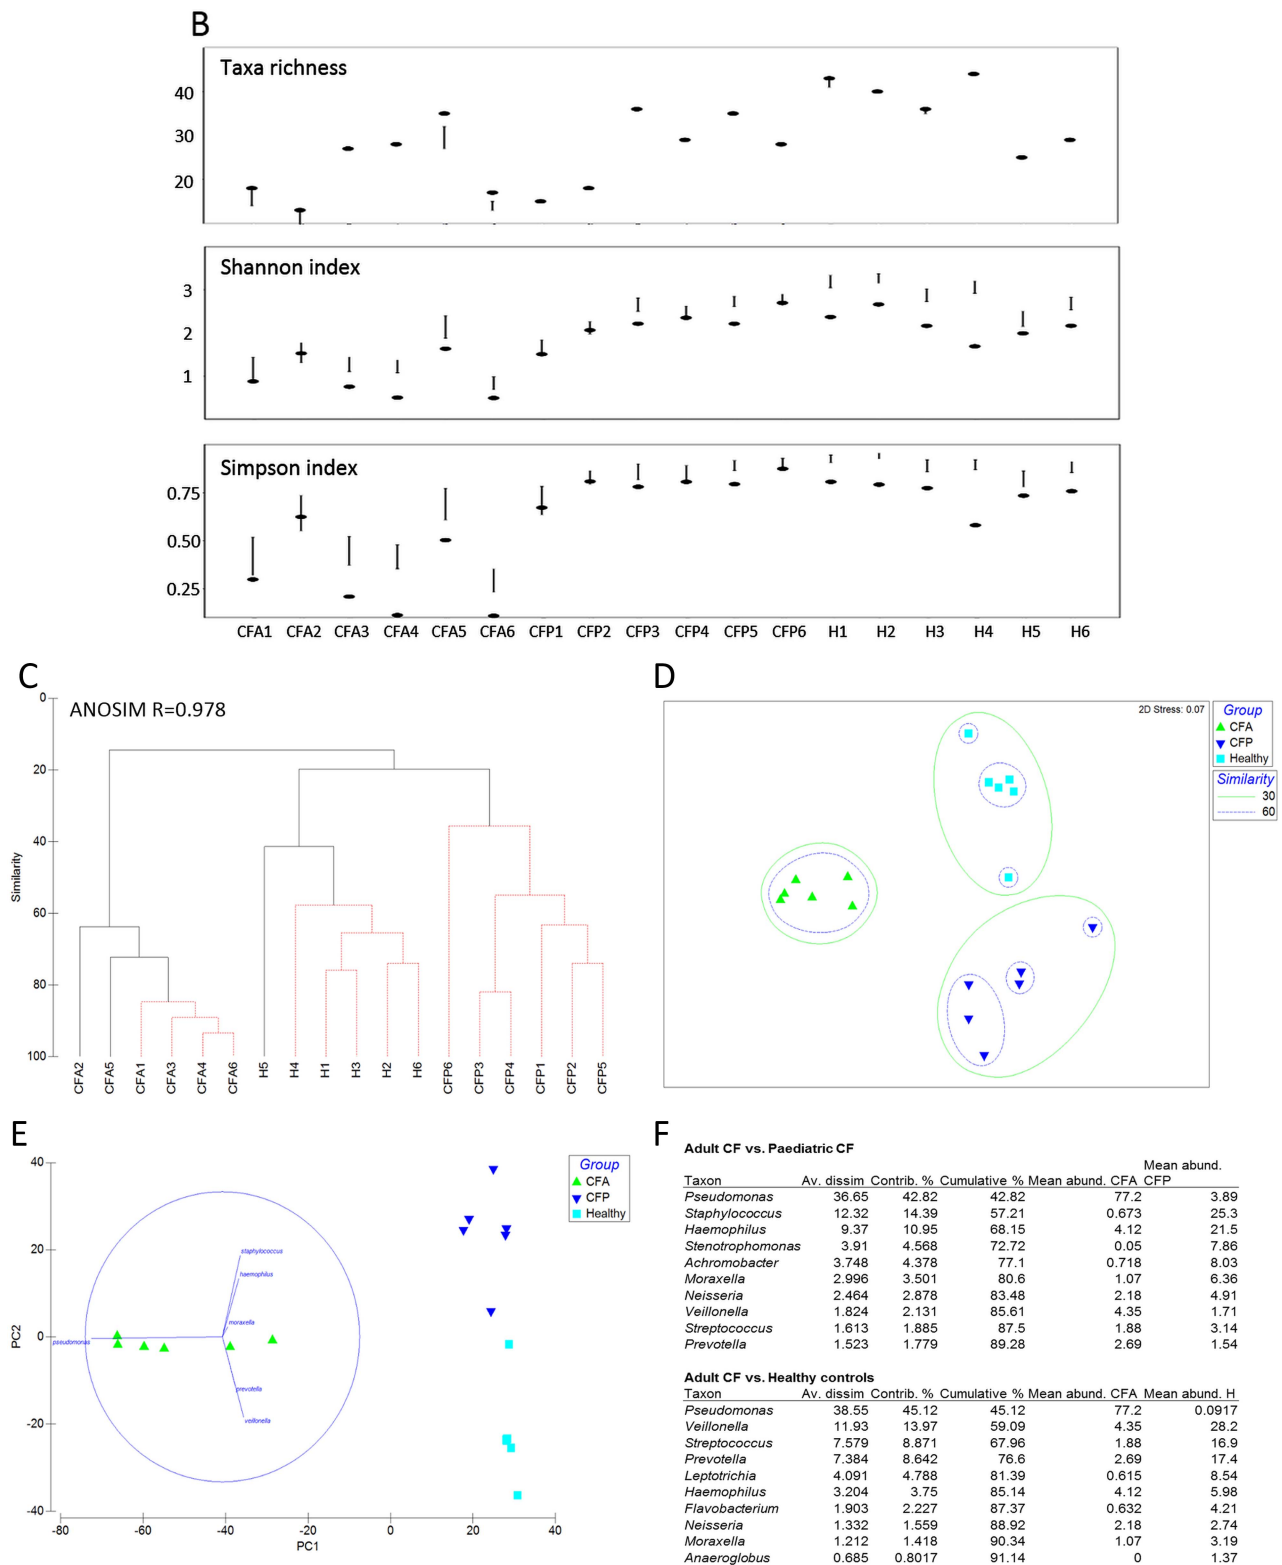 B
Taxa richness
40
30
20
Shannon index
3
2
1
Simpson index
0.75
0.50
0.25
CFA1 CFA2 CFA3 CFA4 CFA5 CFA6 CFP1 CFP2 CFP3 CFP4 CFP5 CFP6 H1 H2 H3 H4 H5 H6
C
ANOSIM R=0.978
Similarity
0
20
40
60
80
100
CFA2 CFA5 CFA1 CFA3 CFA4 CFA6 H5 H4 H1 H3 H2 H6 CFP6 CFP3 CFP4 CFP1 CFP2 CFP5
D
2D Stress: 0.07
Group
CFA
CFP
Healthy
Similarity
30
60
E
PC2
40
20
0
-20
-40
-80 -60 -40 -20 0 20 40
PC1
staphylococcus
haemophilus
moraxella
pseudomonas
prevotella
veillonella
Group
CFA
CFP
Healthy
F
Adult CF vs. Paediatric CF
Taxon Av. dissim Contrib. % Cumulative % Mean abund. CFA Mean abund. CFP
Pseudomonas 36.65 42.82 42.82 77.2 3.89
Staphylococcus 12.32 14.39 57.21 0.673 25.3
Haemophilus 9.37 10.95 68.15 4.12 21.5
Stenotrophomonas 3.91 4.568 72.72 0.05 7.86
Achromobacter 3.748 4.378 77.1 0.718 8.03
Moraxella 2.996 3.501 80.6 1.07 6.36
Neisseria 2.464 2.878 83.48 2.18 4.91
Veillonella 1.824 2.131 85.61 4.35 1.71
Streptococcus 1.613 1.885 87.5 1.88 3.14
Prevotella 1.523 1.779 89.28 2.69 1.54
Adult CF vs. Healthy controls
Taxon Av. dissim Contrib. % Cumulative % Mean abund. CFA Mean abund. H
Pseudomonas 38.55 45.12 45.12 77.2 0.0917
Veillonella 11.93 13.97 59.09 4.35 28.2
Streptococcus 7.579 8.871 67.96 1.88 16.9
Prevotella 7.384 8.642 76.6 2.69 17.4
Leptotrichia 4.091 4.788 81.39 0.615 8.54
Haemophilus 3.204 3.75 85.14 4.12 5.98
Flavobacterium 1.903 2.227 87.37 0.632 4.21
Neisseria 1.332 1.559 88.92 2.18 2.74
Moraxella 1.212 1.418 90.34 1.07 3.19
Anaeroglobus 0.685 0.8017 91.14 0 1.37